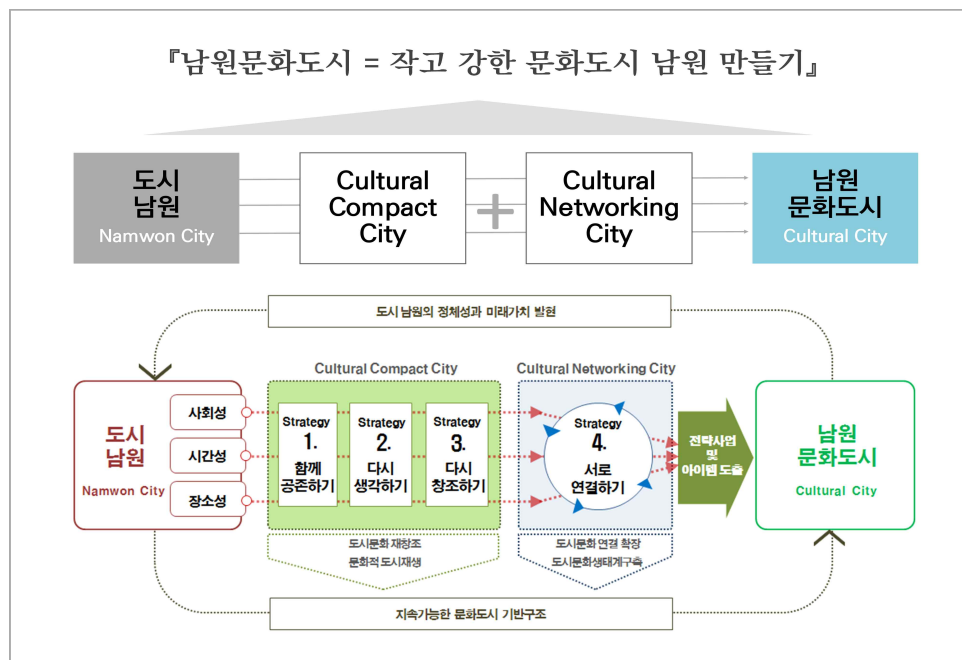 『남원문화도시 = 작고 강한 문화도시 남원 만들기』
도시
남원
Namwon City
Cultural
Compact
City
+
Cultural
Networking
City
남원
문화도시
Cultural City
도시 남원의 정체성과 미래가치 발현
Cultural Compact City
Cultural Networking City
도시
남원
Namwon City
사회성
시간성
장소성
Strategy
1.
함께
공존하기
Strategy
2.
다시
생각하기
Strategy
3.
다시
창조하기
Strategy
4.
서로
연결하기
전략사업
및
아이템 도출
남원
문화도시
Cultural City
도시문화 재창조
문화적 도시재생
도시문화 연결 확장
도시문화생태계구축
지속가능한 문화도시 기반구조